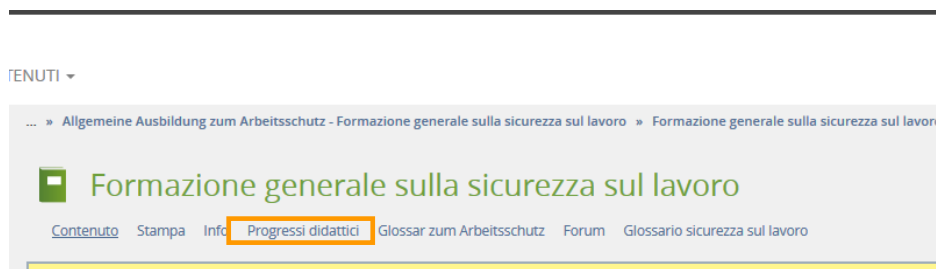 TENUTI
... » Allgemeine Ausbildung zum Arbeitsschutz - Formazione generale sulla sicurezza sul lavoro » Formazione generale sulla sicurezza sul lavor
Formazione generale sulla sicurezza sul lavoro
Contenuto Stampa Info Progressi didattici Glossar zum Arbeitsschutz Forum Glossario sicurezza sul lavoro